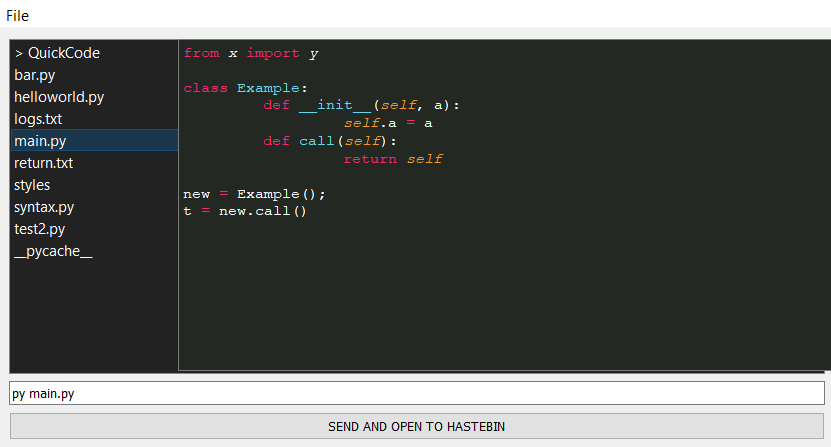 File
> QuickCode
bar.py
helloworld.py
logs.txt
main.py
return.txt
styles
syntax.py
test2.py
__pycache__
from x import y
class Example:
def __init__(self, a):
self.a = a
def call(self):
return self
new = Example();
t = new.call()
py main.py
SEND AND OPEN TO HASTEBIN